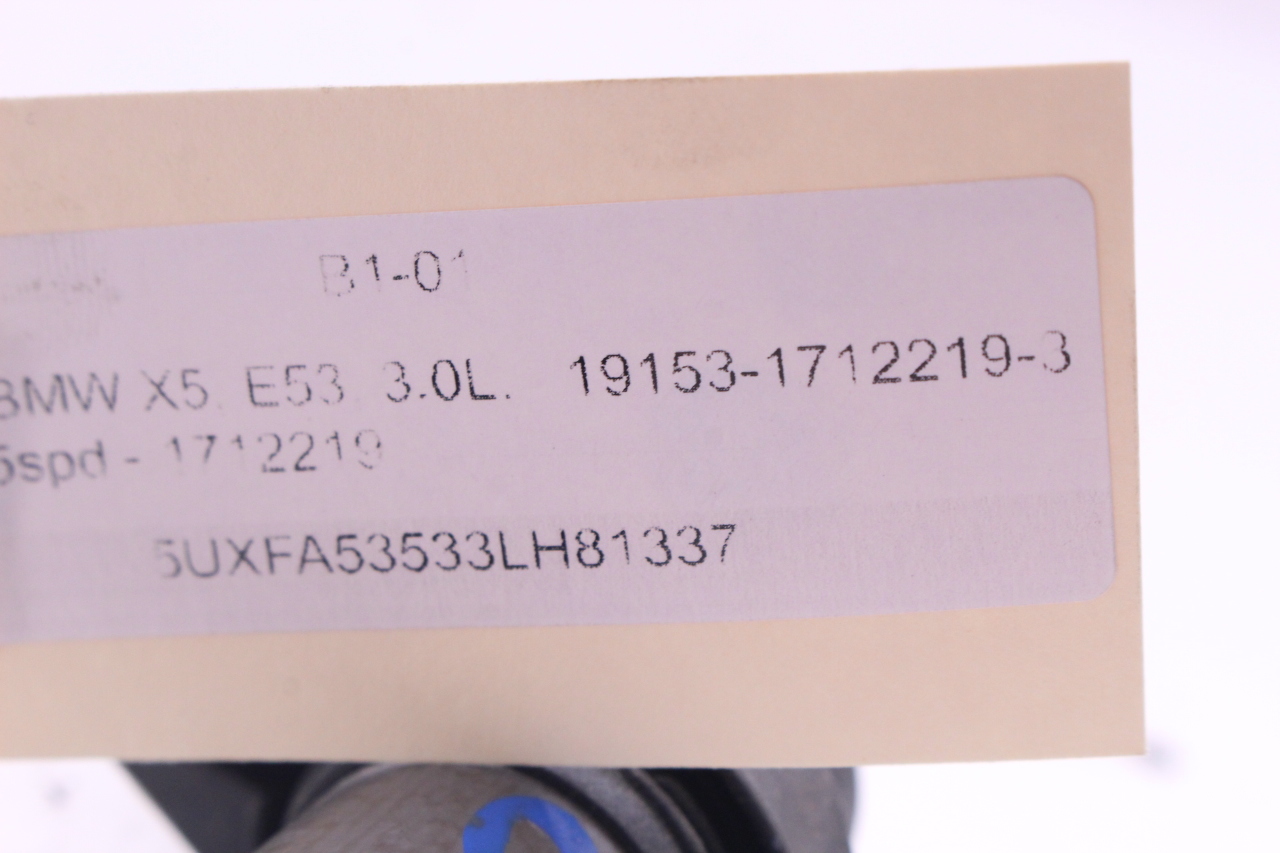 B1-01
BMW X5. E53. 3.0L. 19153-1712219-3
5spd - 1712219
5UXFA53533LH81337